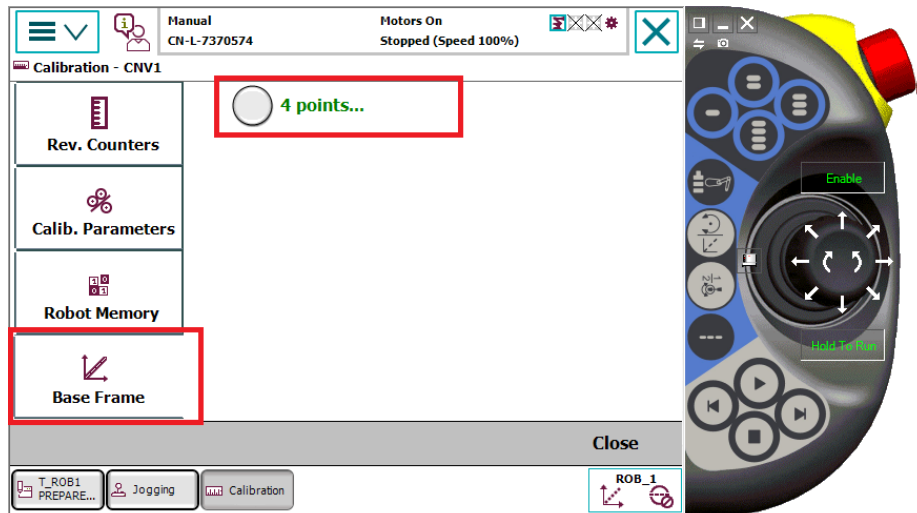 Manual
CN-L-7370574
Motors On
Stopped (Speed 100%)
Calibration - CNV1
Rev. Counters
Calib. Parameters
Robot Memory
Base Frame
4 points...
Close
T_ROB1
PREPARE...
Jogging
Calibration
ROB_1
Enable
Hold To Run